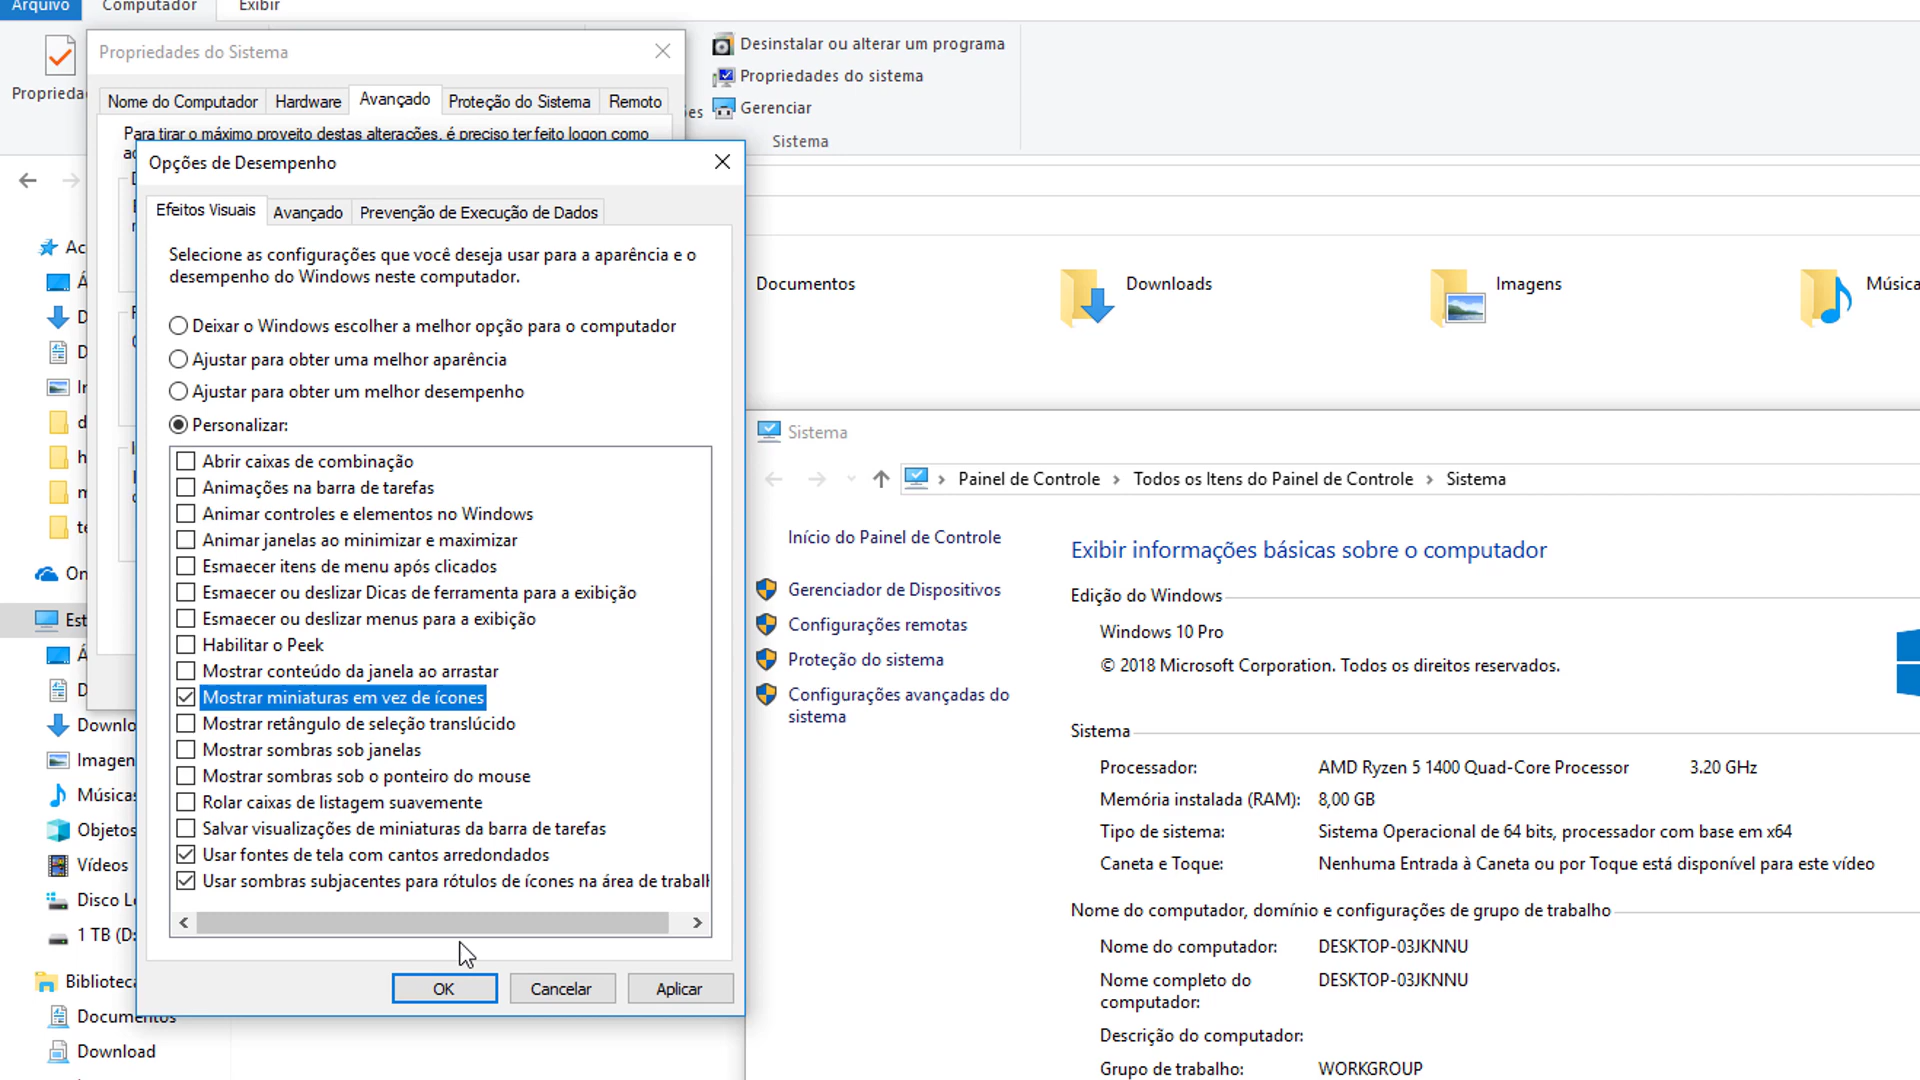 Arquivo
Computador
Exibir
Proprieda
Propriedades do Sistema
Nome do Computador
Hardware
Avançado
Proteção do Sistema
Remoto
Para tirar o máximo proveito destas alterações, é preciso ter feito logon como
Desinstalar ou alterar um programa
Propriedades do sistema
Gerenciar
Sistema
Opções de Desempenho
Efeitos Visuais
Avançado
Prevenção de Execução de Dados
Selecione as configurações que você deseja usar para a aparência e o
desempenho do Windows neste computador.
Deixar o Windows escolher a melhor opção para o computador
Ajustar para obter uma melhor aparência
Ajustar para obter um melhor desempenho
Personalizar:
Abrir caixas de combinação
Animações na barra de tarefas
Animar controles e elementos no Windows
Animar janelas ao minimizar e maximizar
Esmaecer itens de menu após clicados
Esmaecer ou deslizar Dicas de ferramenta para a exibição
Esmaecer ou deslizar menus para a exibição
Habilitar o Peek
Mostrar conteúdo da janela ao arrastar
Mostrar miniaturas em vez de ícones
Mostrar retângulo de seleção translúcido
Mostrar sombras sob janelas
Mostrar sombras sob o ponteiro do mouse
Rolar caixas de listagem suavemente
Salvar visualizações de miniaturas da barra de tarefas
Usar fontes de tela com cantos arredondados
Usar sombras subjacentes para rótulos de ícones na área de trabalh
OK
Cancelar
Aplicar
Ac
On
Est
Downlo
Imagen
Músicas
Objetos
Vídeos
Disco Lo
1 TB (D:
Biblioteca
Documentos
Download
Documentos
Downloads
Imagens
Música
Sistema
Painel de Controle > Todos os Itens do Painel de Controle > Sistema
Início do Painel de Controle
Gerenciador de Dispositivos
Configurações remotas
Proteção do sistema
Configurações avançadas do
sistema
Exibir informações básicas sobre o computador
Edição do Windows
Windows 10 Pro
© 2018 Microsoft Corporation. Todos os direitos reservados.
Sistema
Processador: AMD Ryzen 5 1400 Quad-Core Processor 3.20 GHz
Memória instalada (RAM): 8,00 GB
Tipo de sistema: Sistema Operacional de 64 bits, processador com base em x64
Caneta e Toque: Nenhuma Entrada à Caneta ou por Toque está disponível para este vídeo
Nome do computador, domínio e configurações de grupo de trabalho
Nome do computador: DESKTOP-03JKNNU
Nome completo do DESKTOP-03JKNNU
computador:
Descrição do computador:
Grupo de trabalho: WORKGROUP